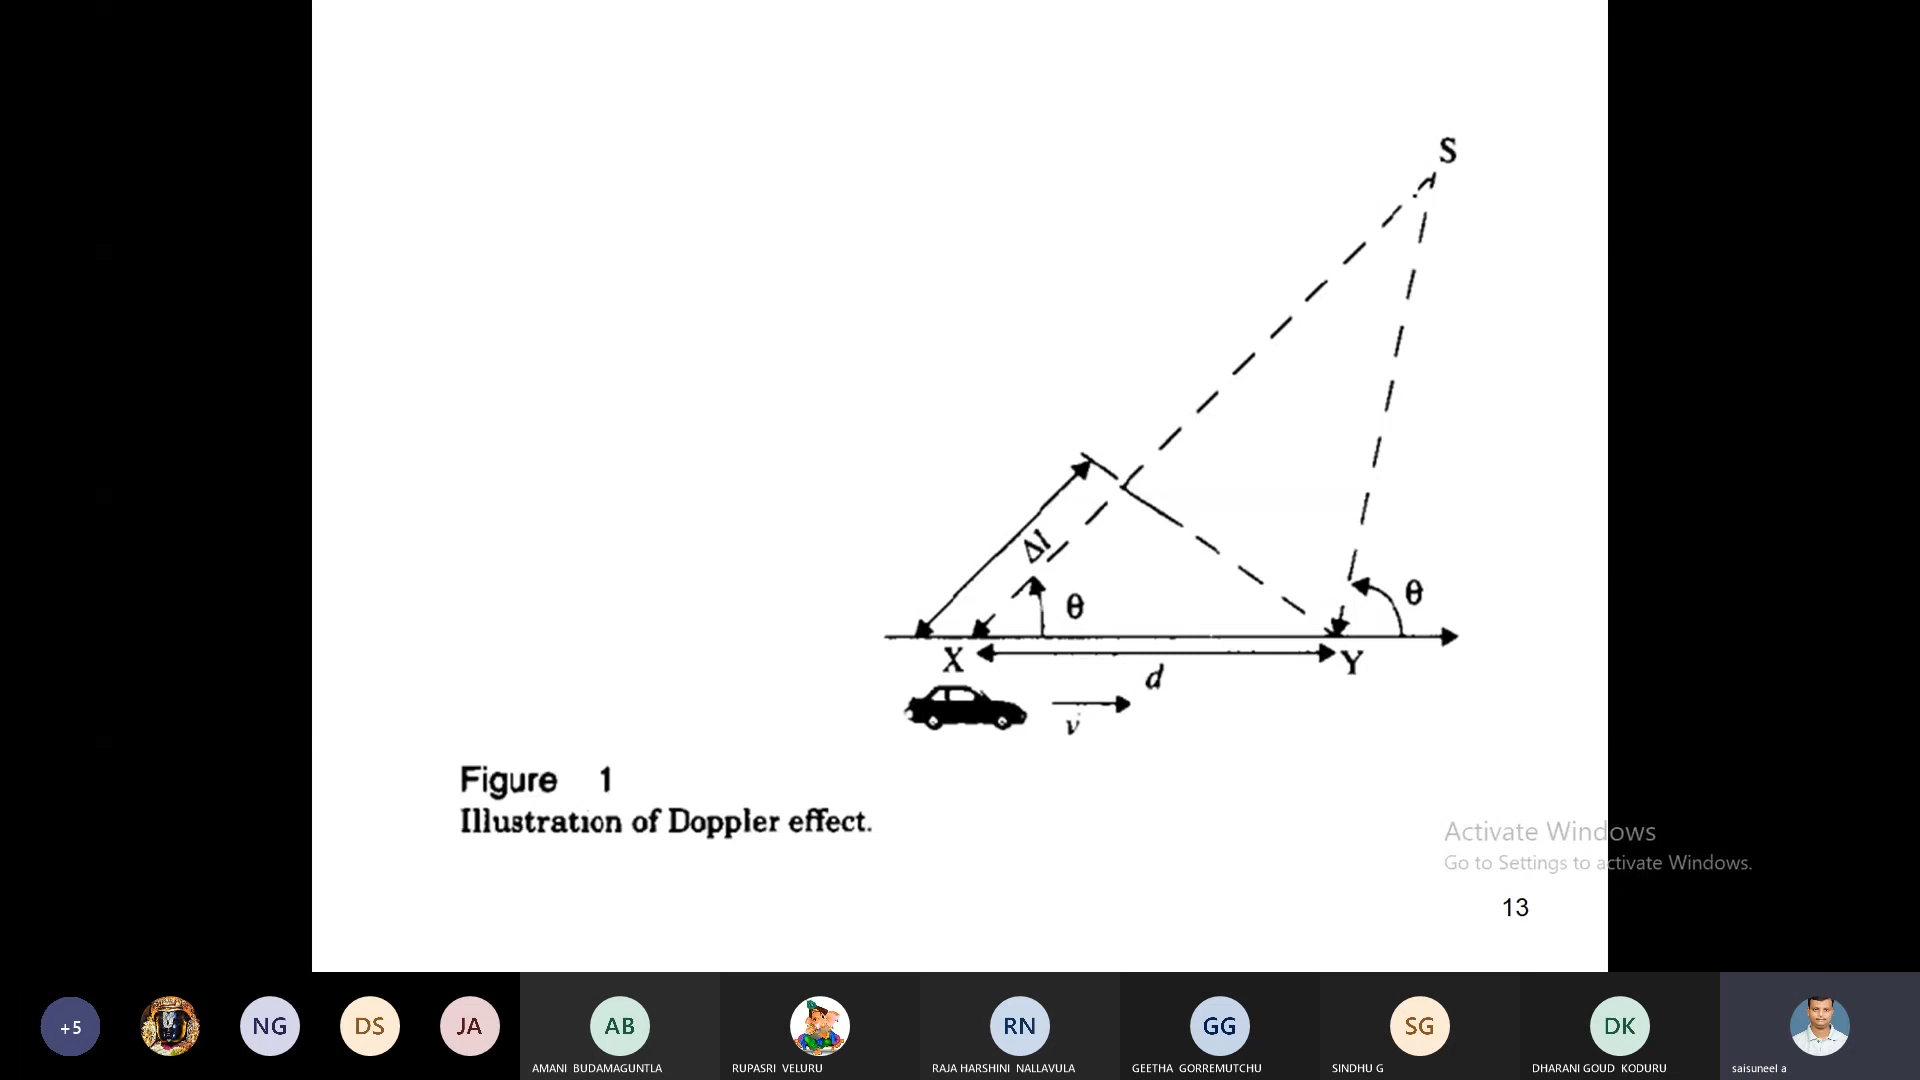 S
Δl
θ
θ
X
Y
d
v
Figure 1
Illustration of Doppler effect.
Activate Windows
Go to Settings to activate Windows.
13
+5
NG
DS
JA
AB
RN
GG
SG
DK
AMANI BUDAMAGUNTLA
RUPASRI VELURU
RAJA HARSHINI NALLAVULA
GEETHA GORREMUTCHU
SINDHU G
DHARANI GOUD KODURU
saisuneel a